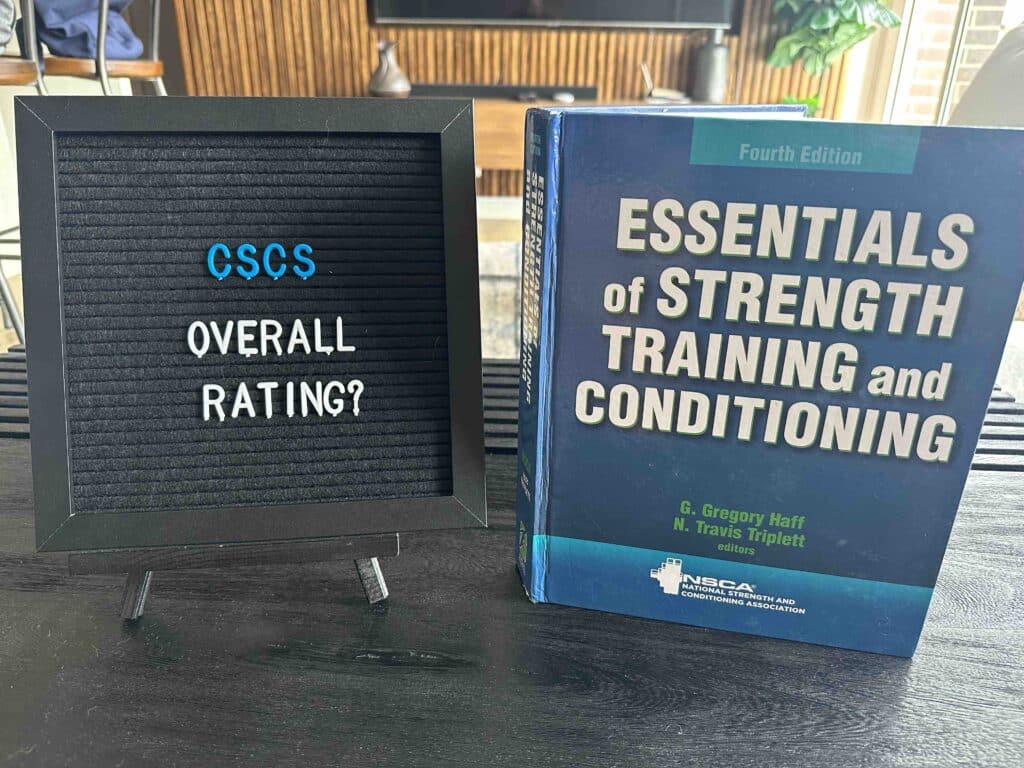 CSCS
OVERALL
RATING?
Fourth Edition
ESSENTIALS
of STRENGTH
TRAINING and
CONDITIONING
G. Gregory Haff
N. Travis Triplett
editors
NSCA
NATIONAL STRENGTH AND
CONDITIONING ASSOCIATION